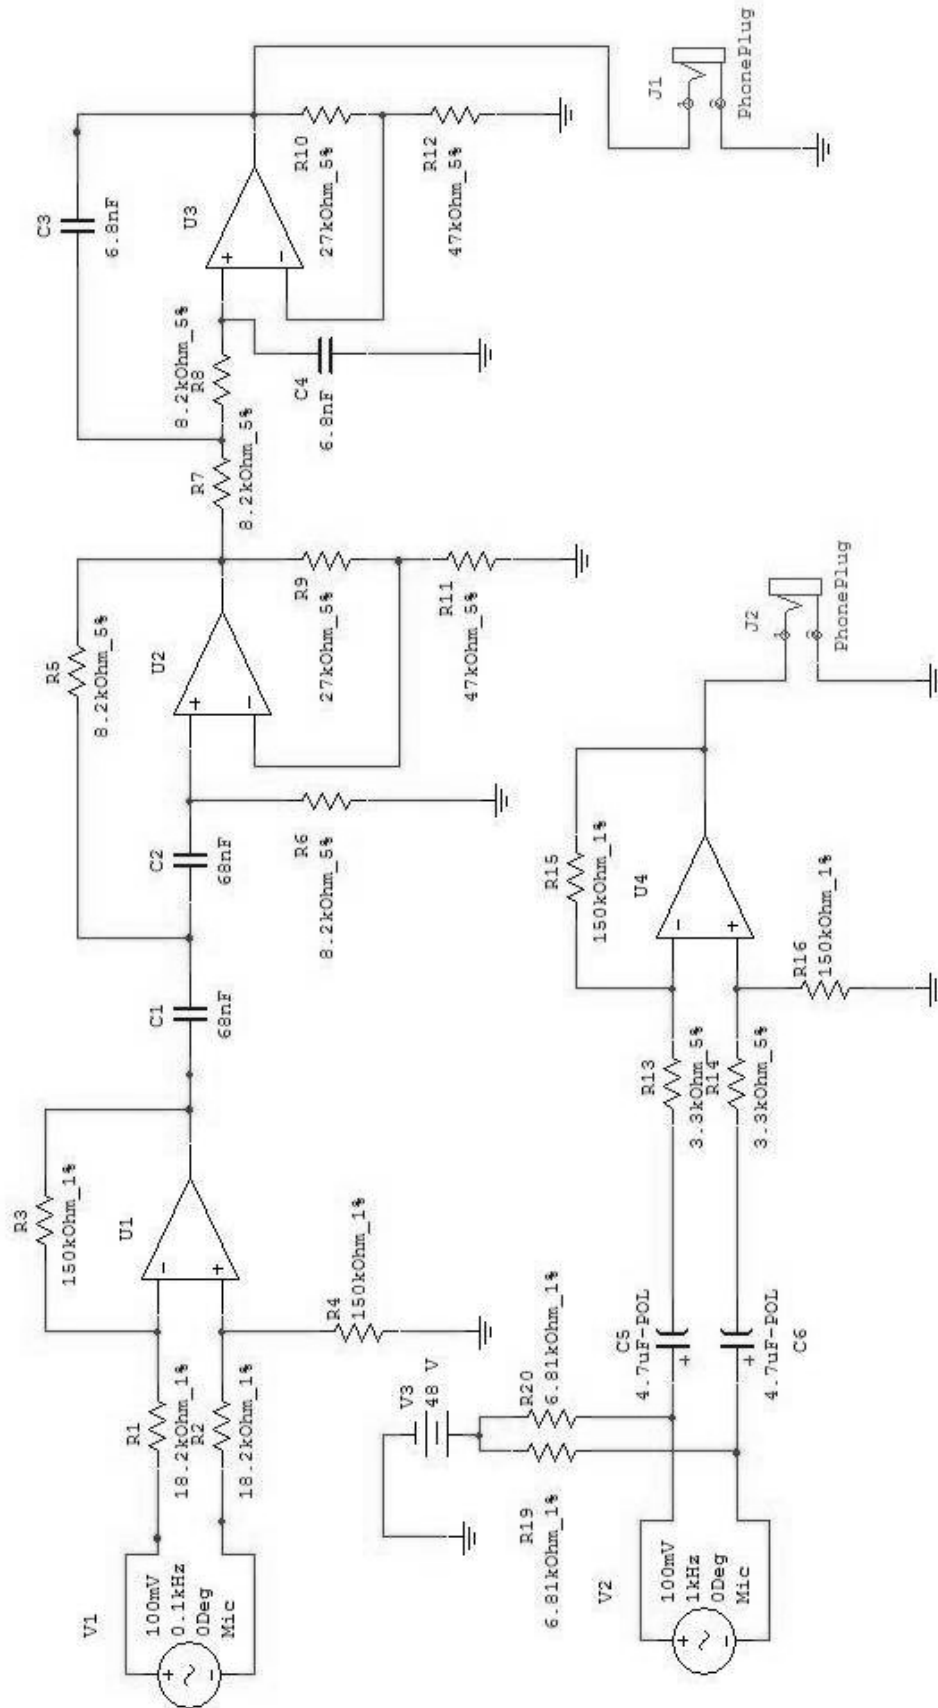 V1
100mV
0.1kHz
0Deg
Mic
+
~
-
R1
18.2kOhm_1%
R2
18.2kOhm_1%
R3
150kOhm_1%
U1
-
+
R4
150kOhm_1%
C1
68nF
C2
68nF
R5
8.2kOhm_5%
R6
8.2kOhm_5%
U2
+
-
R9
27kOhm_5%
R11
47kOhm_5%
R7
8.2kOhm_5%
8.2kOhm_5%
R8
C3
6.8nF
C4
6.8nF
U3
+
-
R10
27kOhm_5%
R12
47kOhm_5%
J1
1
2
PhonePlug
V3
48 V
R19
6.81kOhm_1%
R20
6.81kOhm_1%
V2
100mV
1kHz
0Deg
Mic
+
~
-
C5
4.7uF-POL
+
+
4.7uF-POL
C6
R13
3.3kOhm_5%
R14
3.3kOhm_5%
R15
150kOhm_1%
U4
-
+
R16
150kOhm_1%
J2
1
2
PhonePlug